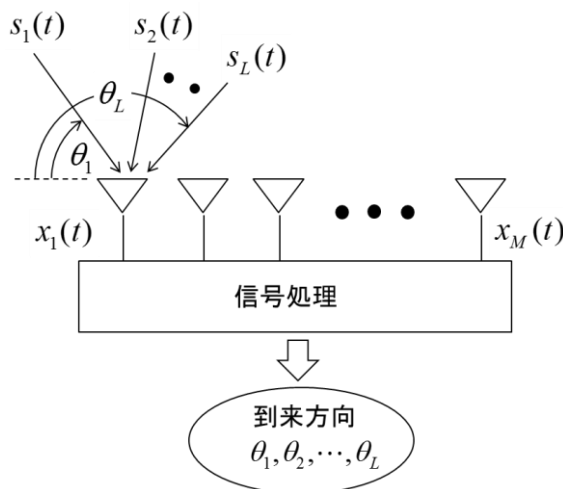 s₁(t) s₂(t) s_L(t)
θ_L
θ₁
x₁(t) x_M(t)
信号処理
到来方向
θ₁,θ₂,⋯,θ_L